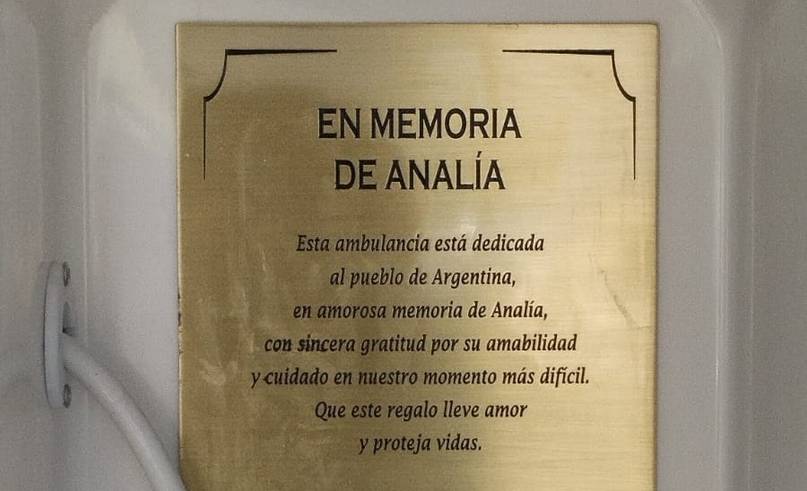 EN MEMORIA
DE ANALÍA
Esta ambulancia está dedicada
al pueblo de Argentina,
en amorosa memoria de Analía,
con sincera gratitud por su amabilidad
y cuidado en nuestro momento más difícil.
Que este regalo lleve amor
y proteja vidas.